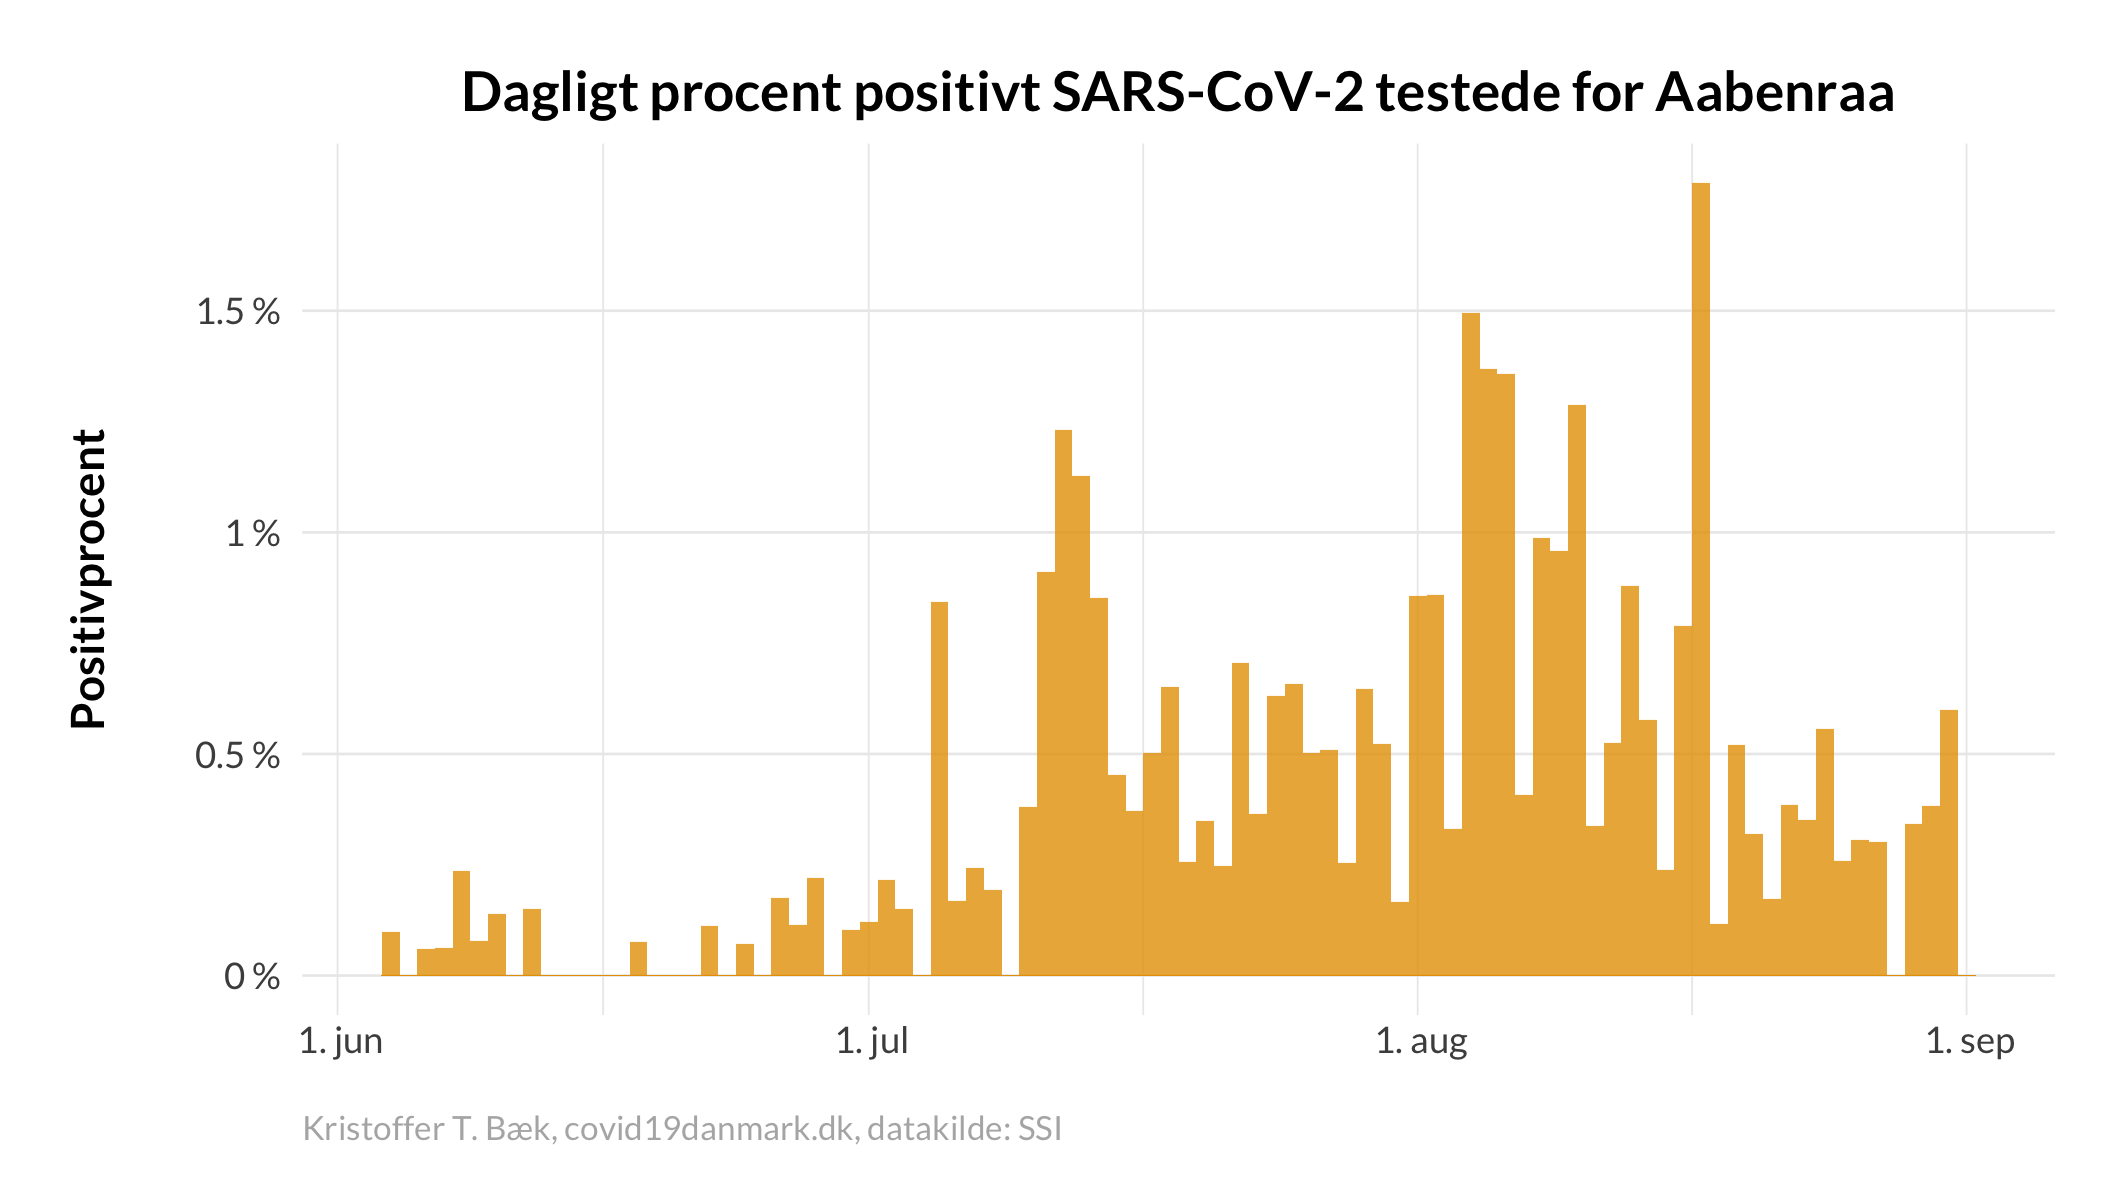 Dagligt procent positivt SARS-CoV-2 testede for Aabenraa
Positivprocent
1.5 %
1 %
0.5 %
0 %
1. jun
1. jul
1. aug
1. sep
Kristoffer T. Bæk, covid19danmark.dk, datakilde: SSI